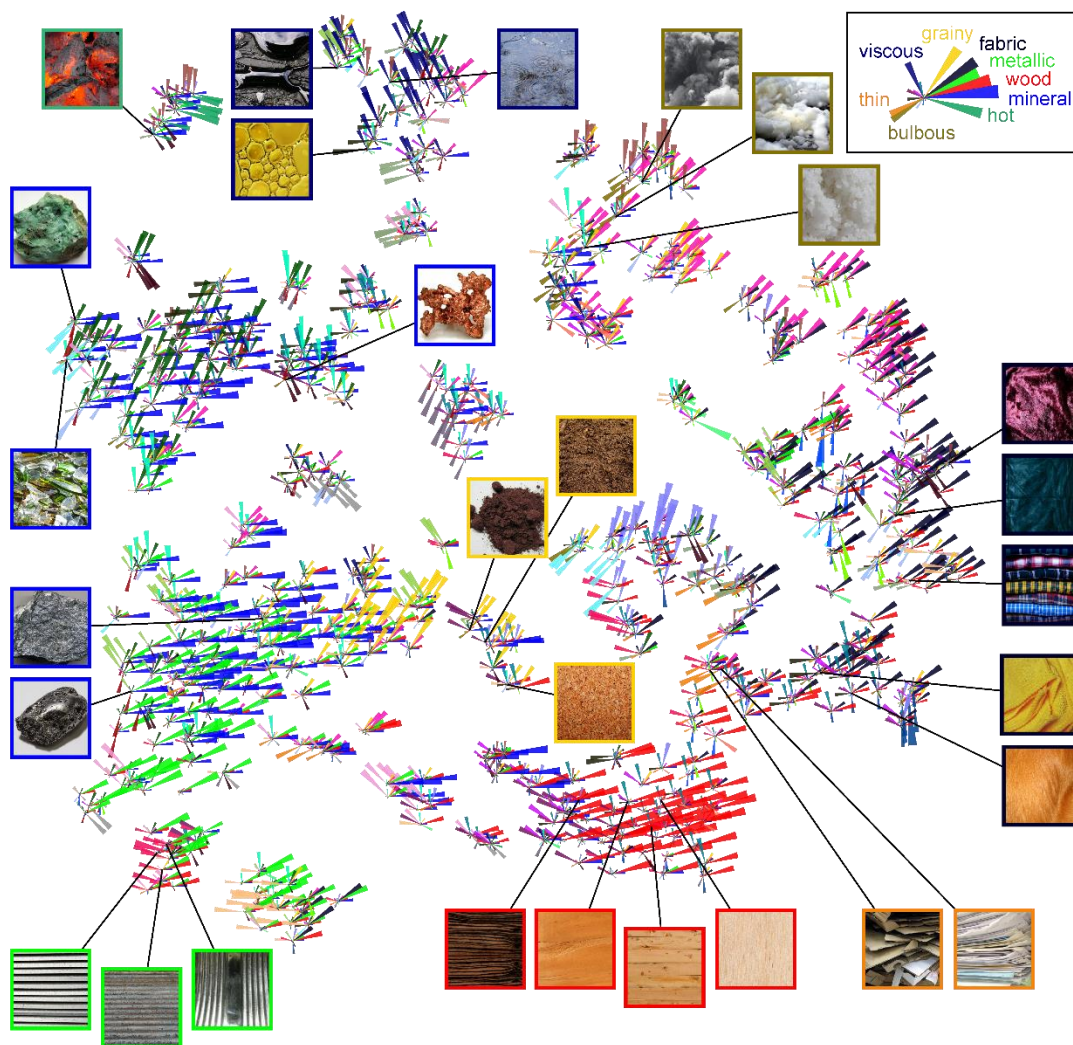 grainy
viscous fabric
metallic
wood
thin mineral
hot
bulbous